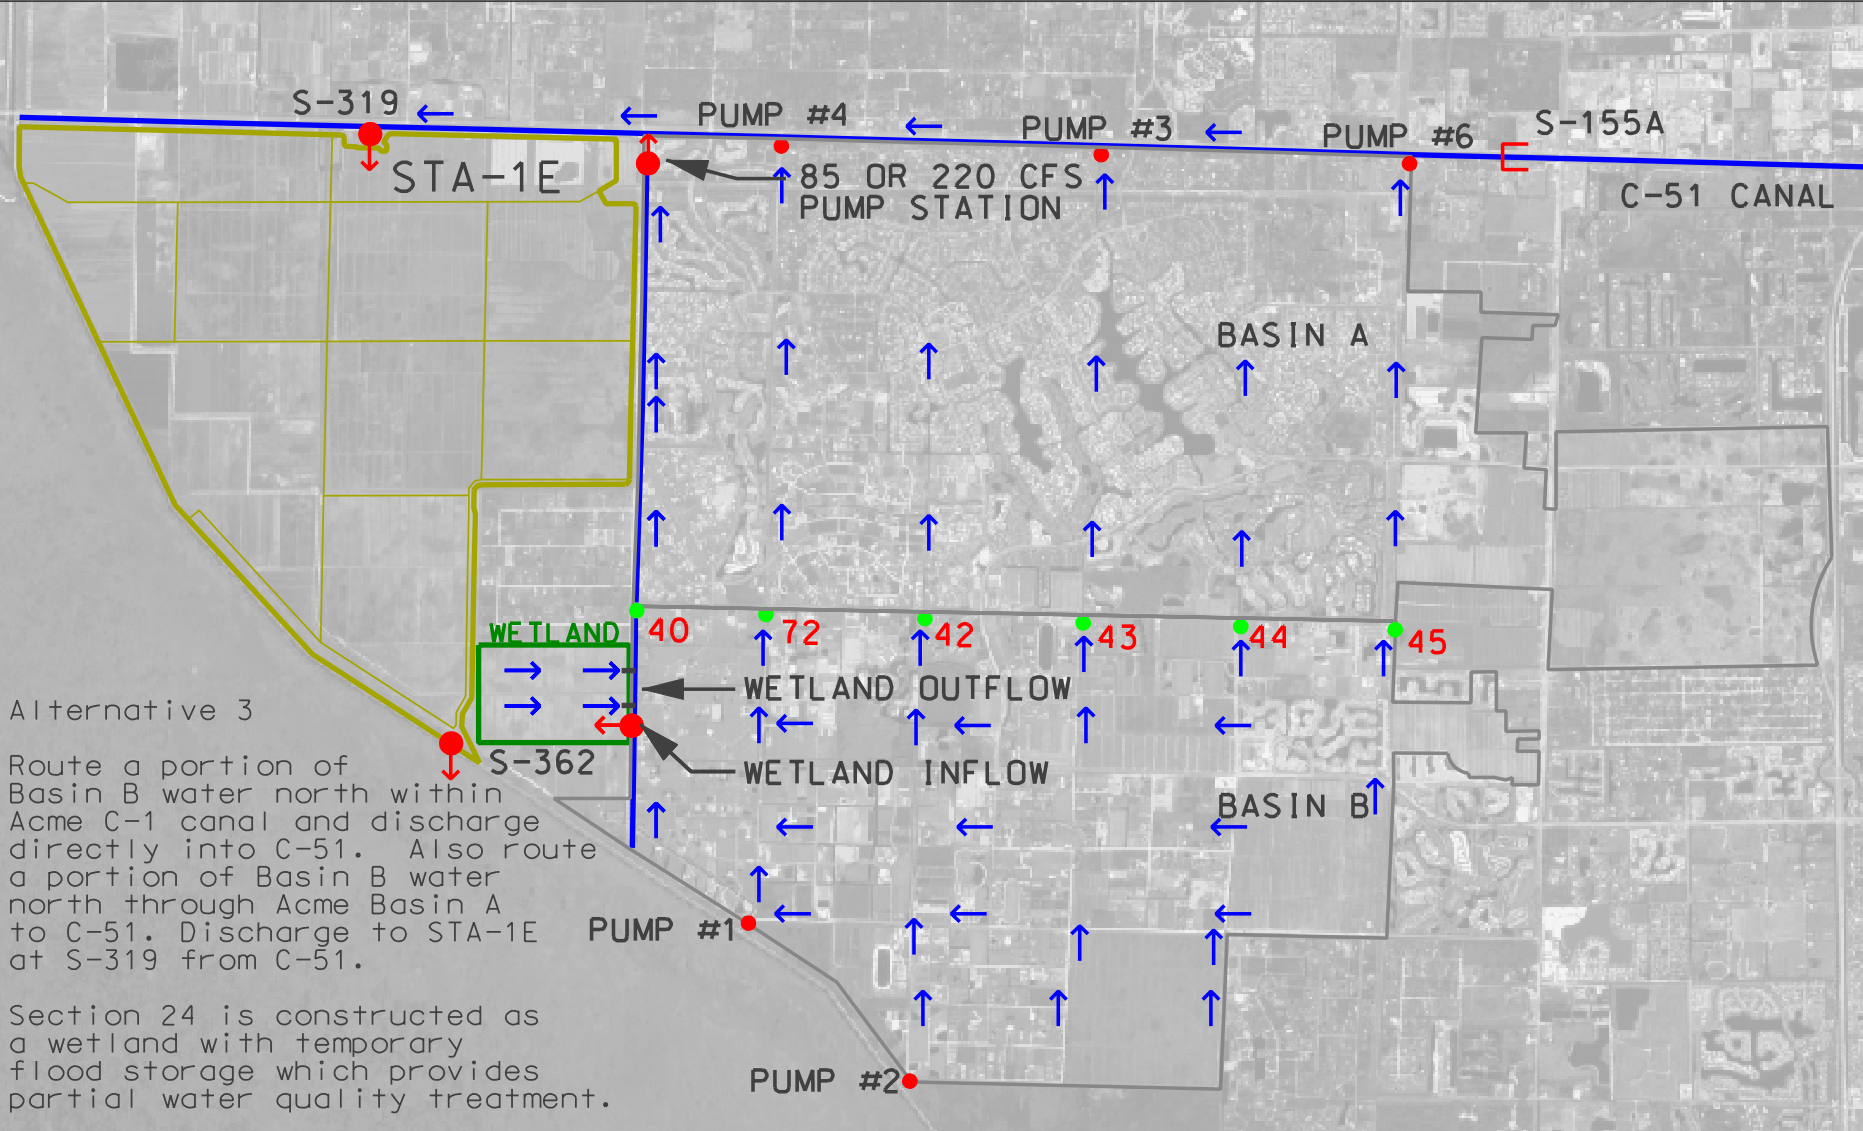 S-319
PUMP #4
PUMP #3
PUMP #6
S-155A
STA-1E
85 OR 220 CFS
PUMP STATION
C-51 CANAL
BASIN A
WETLAND
40
72
42
43
44
45
WETLAND OUTFLOW
S-362
WETLAND INFLOW
BASIN B
PUMP #1
PUMP #2
Alternative 3
Route a portion of
Basin B water north within
Acme C-1 canal and discharge
directly into C-51. Also route
a portion of Basin B water
north through Acme Basin A
to C-51. Discharge to STA-1E
at S-319 from C-51.
Section 24 is constructed as
a wetland with temporary
flood storage which provides
partial water quality treatment.